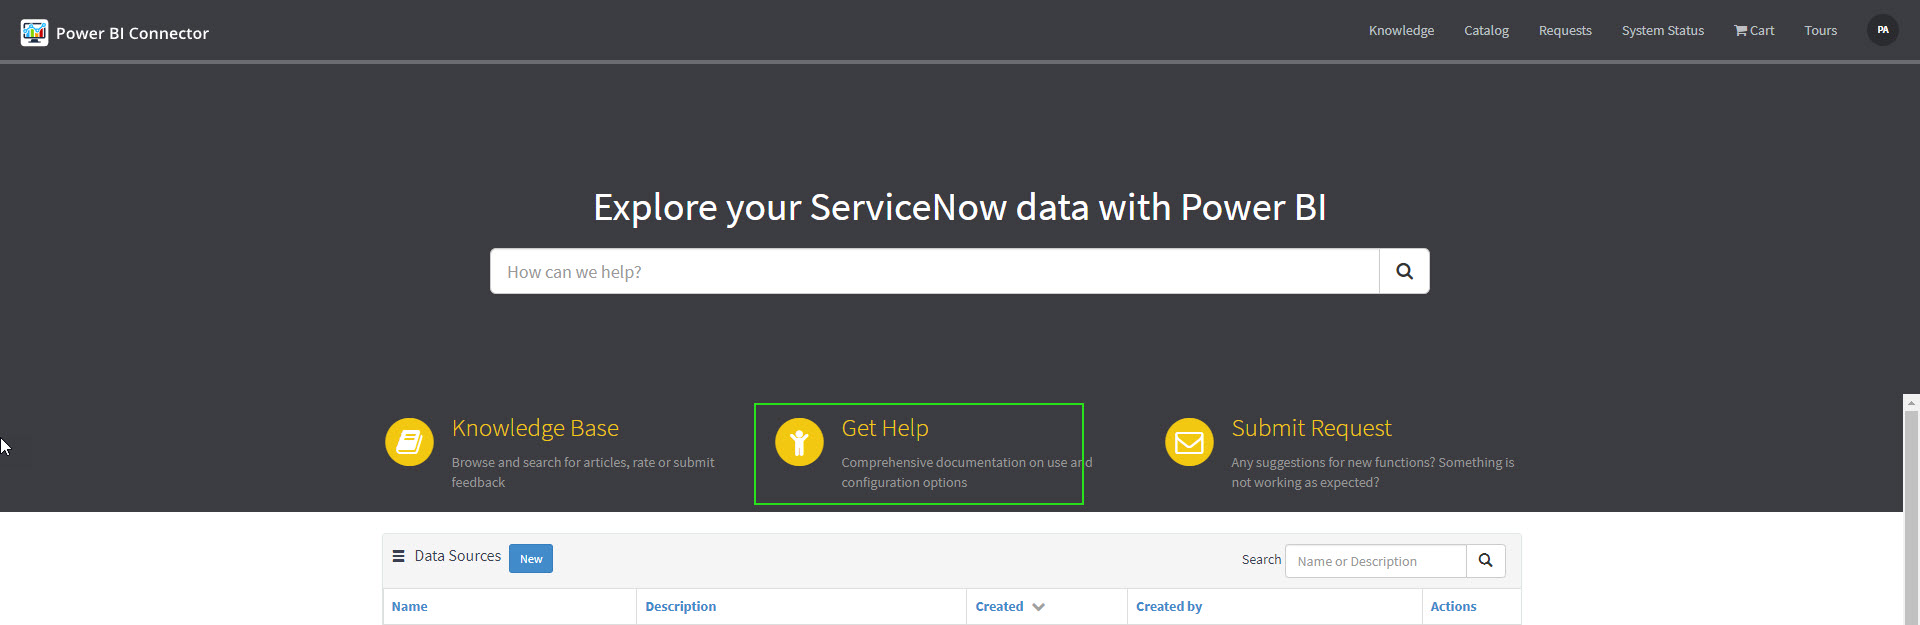 Power BI Connector
Knowledge Catalog Requests System Status Cart Tours PA
Explore your ServiceNow data with Power BI
How can we help?
Knowledge Base
Browse and search for articles, rate or submit
feedback
Get Help
Comprehensive documentation on use and
configuration options
Submit Request
Any suggestions for new functions? Something is
not working as expected?
Data Sources New Search Name or Description
Name Description Created Created by Actions